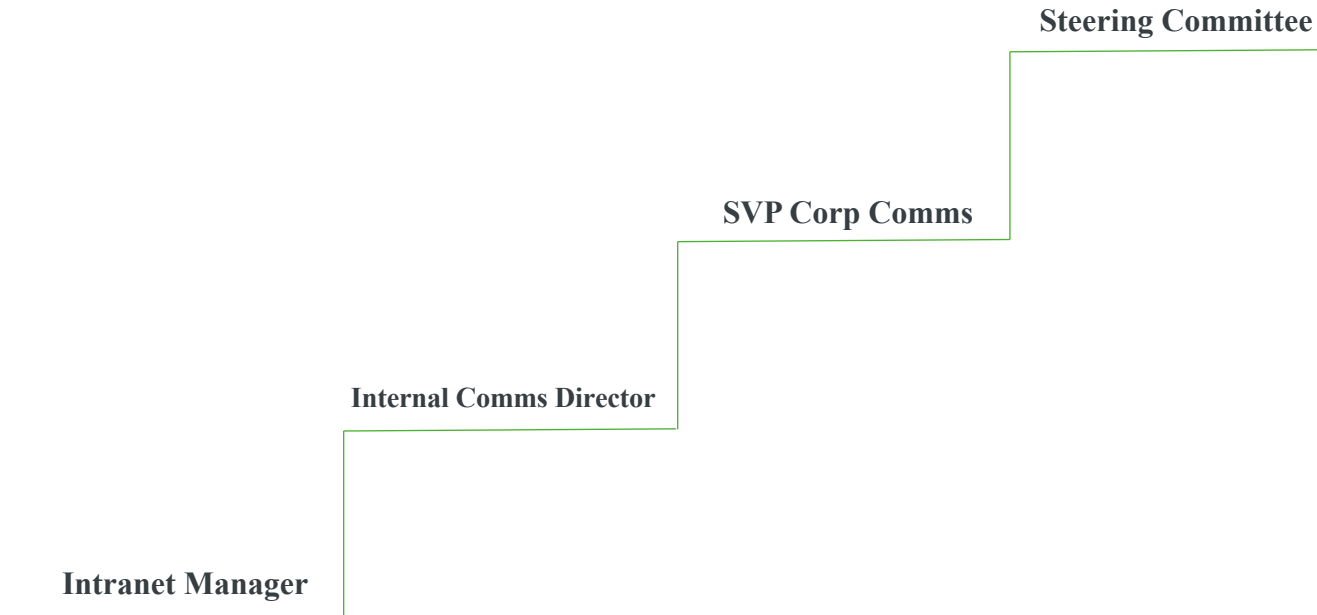 Steering Committee
SVP Corp Comms
Internal Comms Director
Intranet Manager